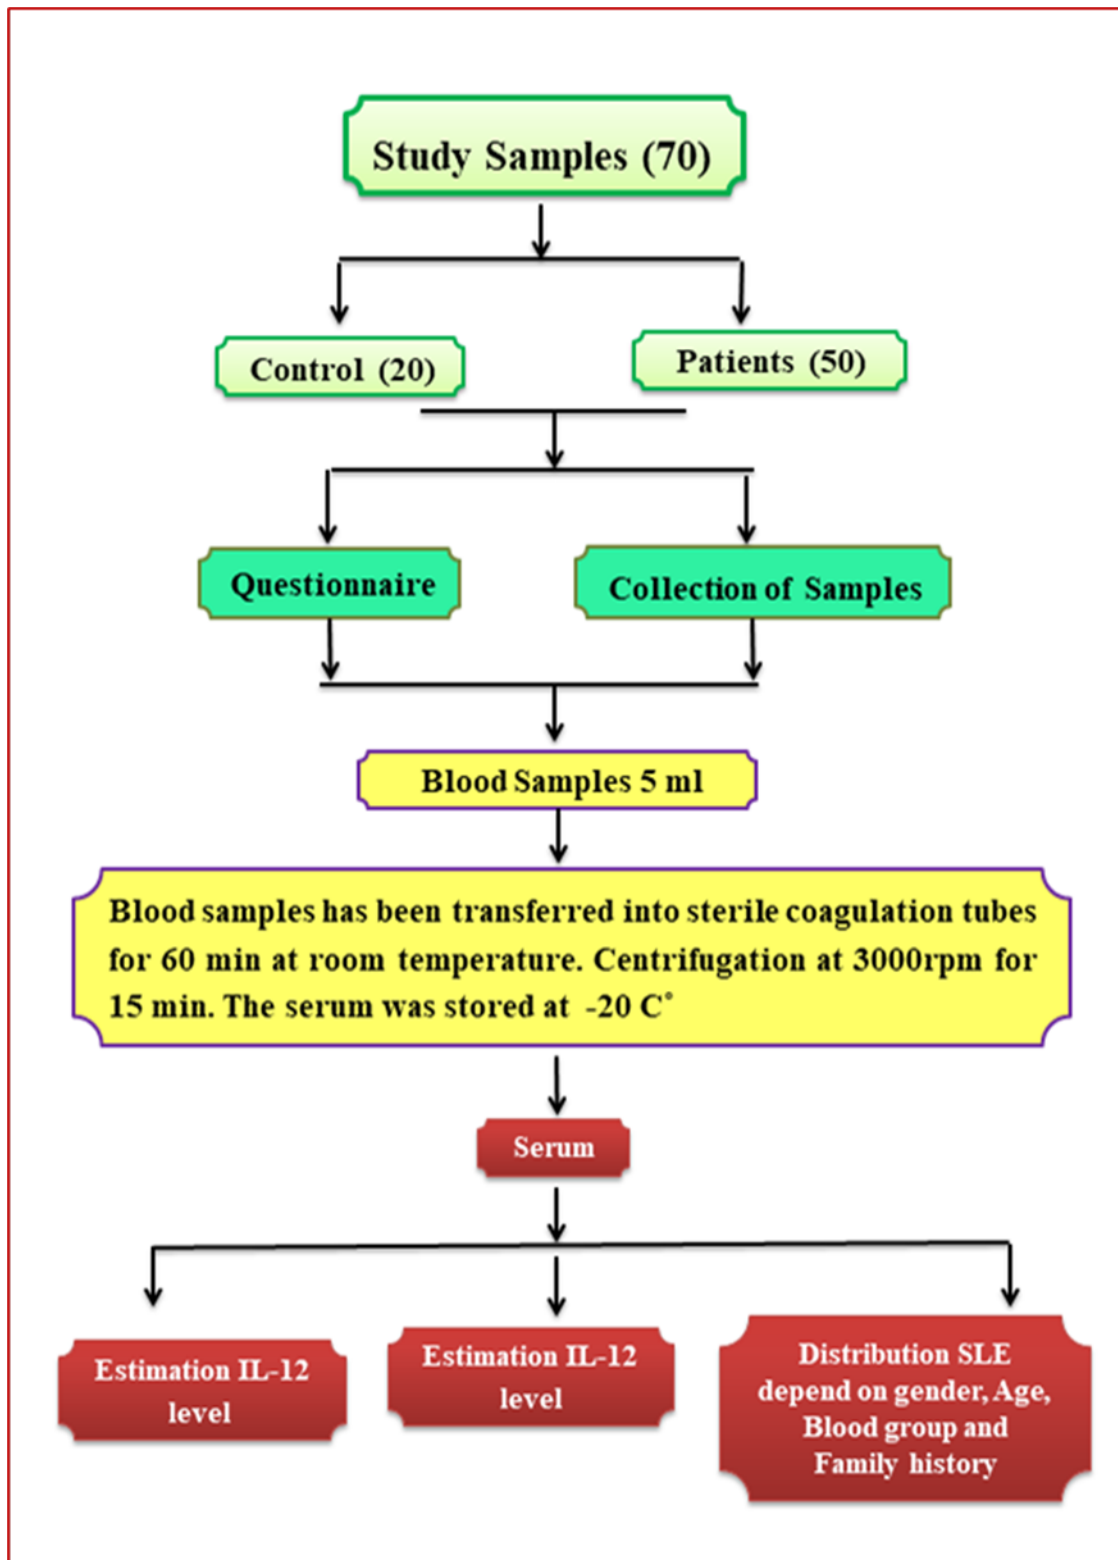 Study Samples (70)
Control (20)
Patients (50)
Questionnaire
Collection of Samples
Blood Samples 5 ml
Blood samples has been transferred into sterile coagulation tubes
for 60 min at room temperature. Centrifugation at 3000rpm for
15 min. The serum was stored at -20 C°
Serum
Estimation IL-12
level
Estimation IL-12
level
Distribution SLE
depend on gender, Age,
Blood group and
Family history